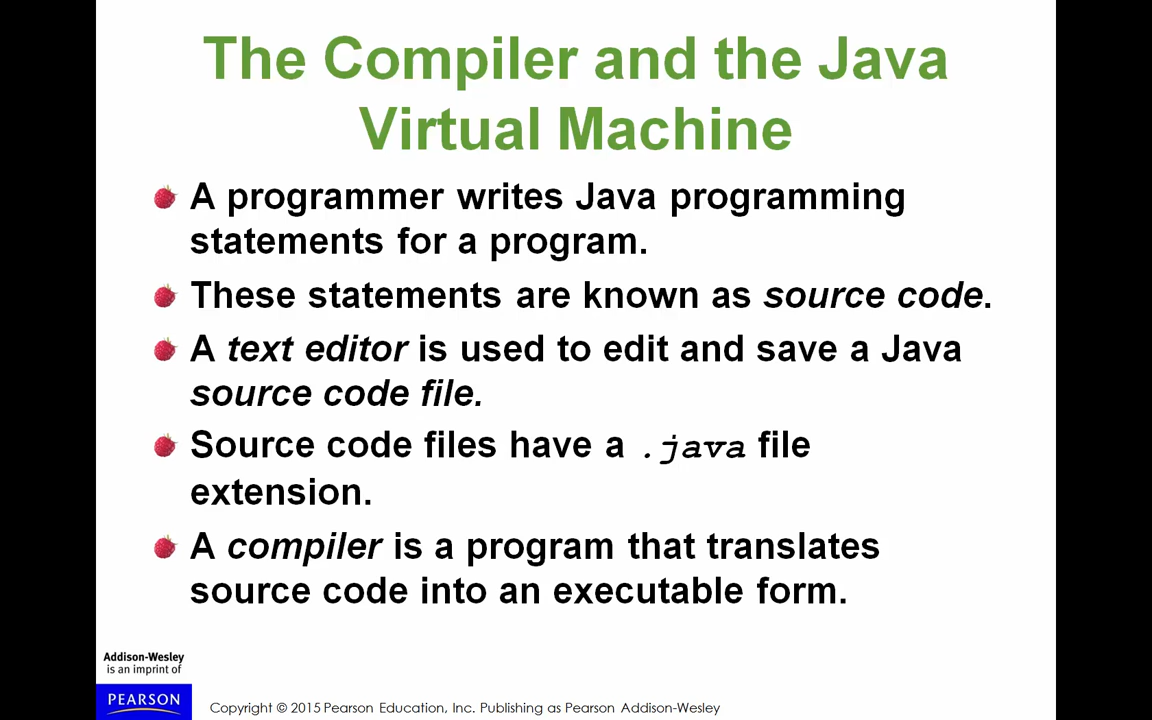 The Compiler and the Java
Virtual Machine
A programmer writes Java programming
statements for a program.
These statements are known as source code.
A text editor is used to edit and save a Java
source code file.
Source code files have a .java file
extension.
A compiler is a program that translates
source code into an executable form.
Addison-Wesley
is an imprint of
PEARSON
Copyright © 2015 Pearson Education, Inc. Publishing as Pearson Addison-Wesley